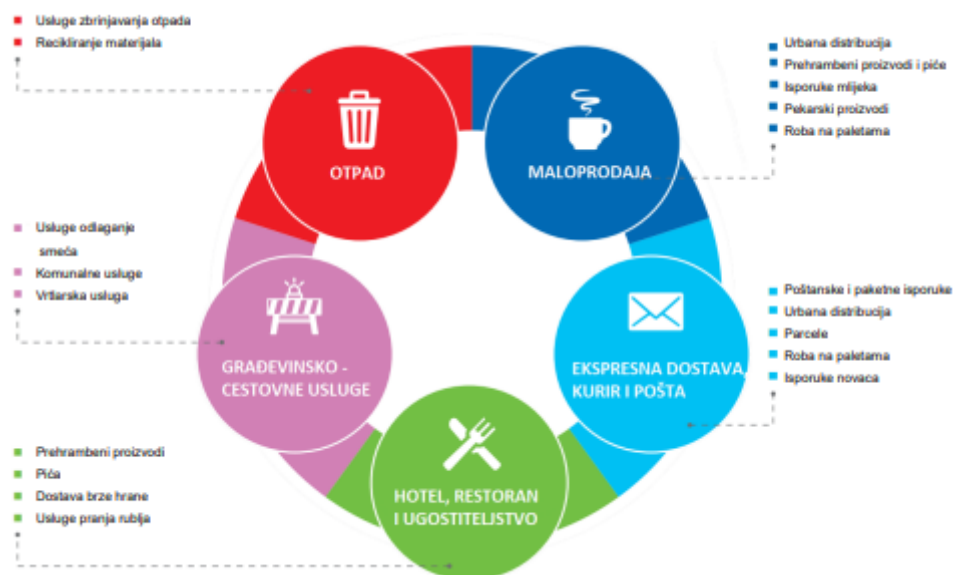 Usluge zbrinjavanja otpada
Recikliranje materijala
OTPAD
MALOPRODAJA
Urbana distribucija
Prehrambeni proizvodi i piće
Isporuke mlijeka
Pekarski proizvodi
Roba na paletama
Usluge odlaganje
smeća
Komunalne usluge
Vrtlarska usluga
GRAĐEVINSKO -
CESTOVNE USLUGE
EKSPRESNA DOSTAVA,
KURIR I POŠTA
Poštanske i paketne isporuke
Urbana distribucija
Parcele
Roba na paletama
Isporuke novaca
Prehrambeni proizvodi
Pića
Dostava brze hrane
Usluge pranja rublja
HOTEL, RESTORAN
I UGOSTITELJSTVO